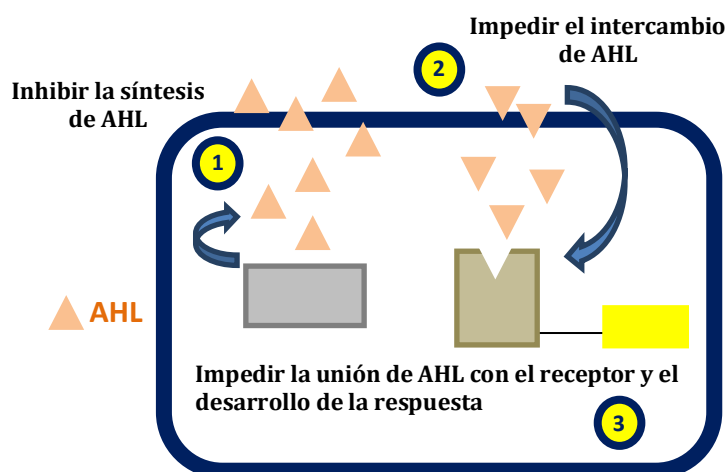 Impedir el intercambio
de AHL
2
Inhibir la síntesis
de AHL
1
AHL
Impedir la unión de AHL con el receptor y el
desarrollo de la respuesta
3